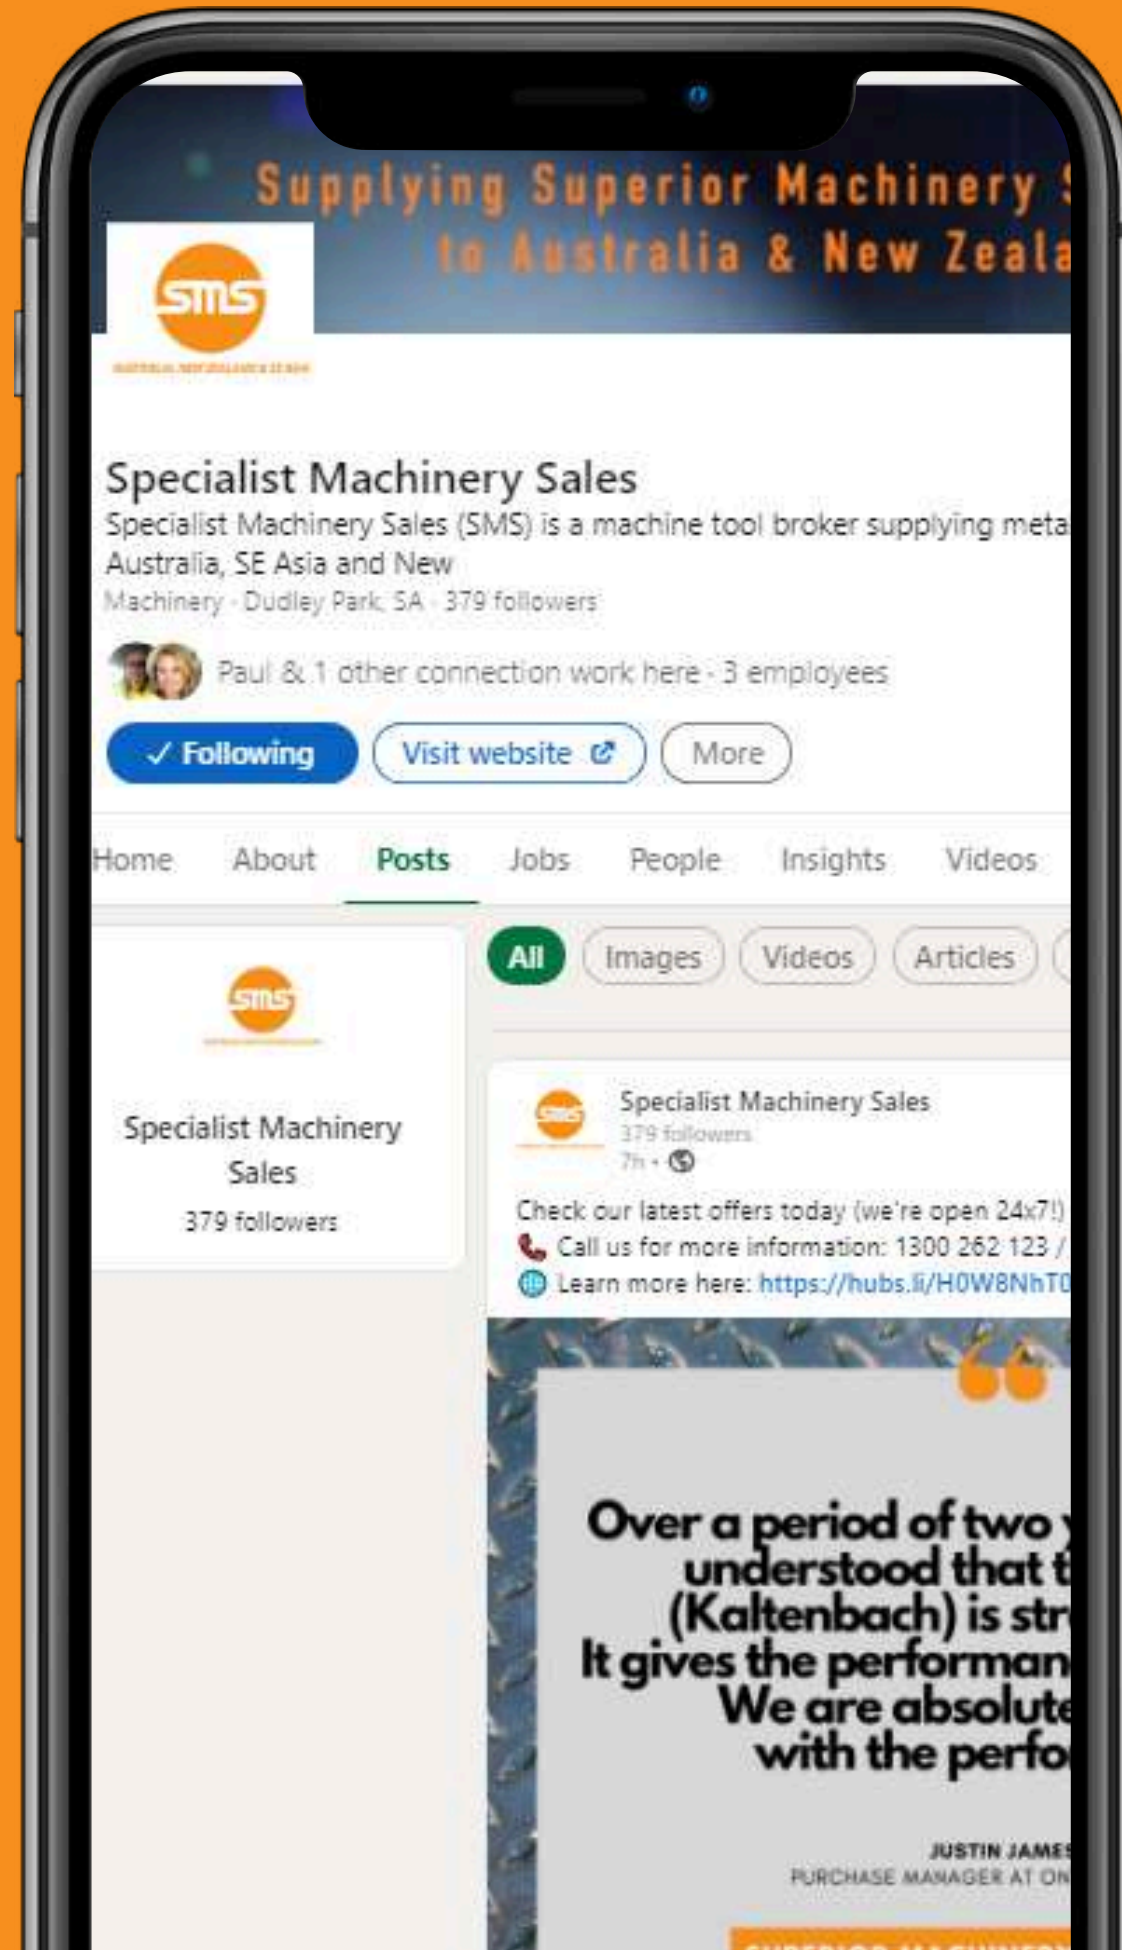 Supplying Superior Machinery
to Australia & New
sms
AUSTRALIA, NEW ZEALAND & SE ASIA
Specialist Machinery Sales
Specialist Machinery Sales (SMS) is a machine tool broker supplying meta
Australia, SE Asia and New
Machinery · Dudley Park, SA · 379 followers
Paul & 1 other connection work here · 3 employees
✓ Following
Visit website
More
Home About Posts Jobs People Insights Videos
All Images Videos Articles
sms
Specialist Machinery
Sales
379 followers
sms
Specialist Machinery Sales
379 followers
7h •
Check our latest offers today (we're open 24x7!)
Call us for more information: 1300 262 123 /
Learn more here: https://hubs.li/H0W8NhT0
Over a period of two
understood that t
(Kaltenbach) is str
It gives the performan
We are absolute
with the perfo
JUSTIN JAMES
PURCHASE MANAGER AT ON